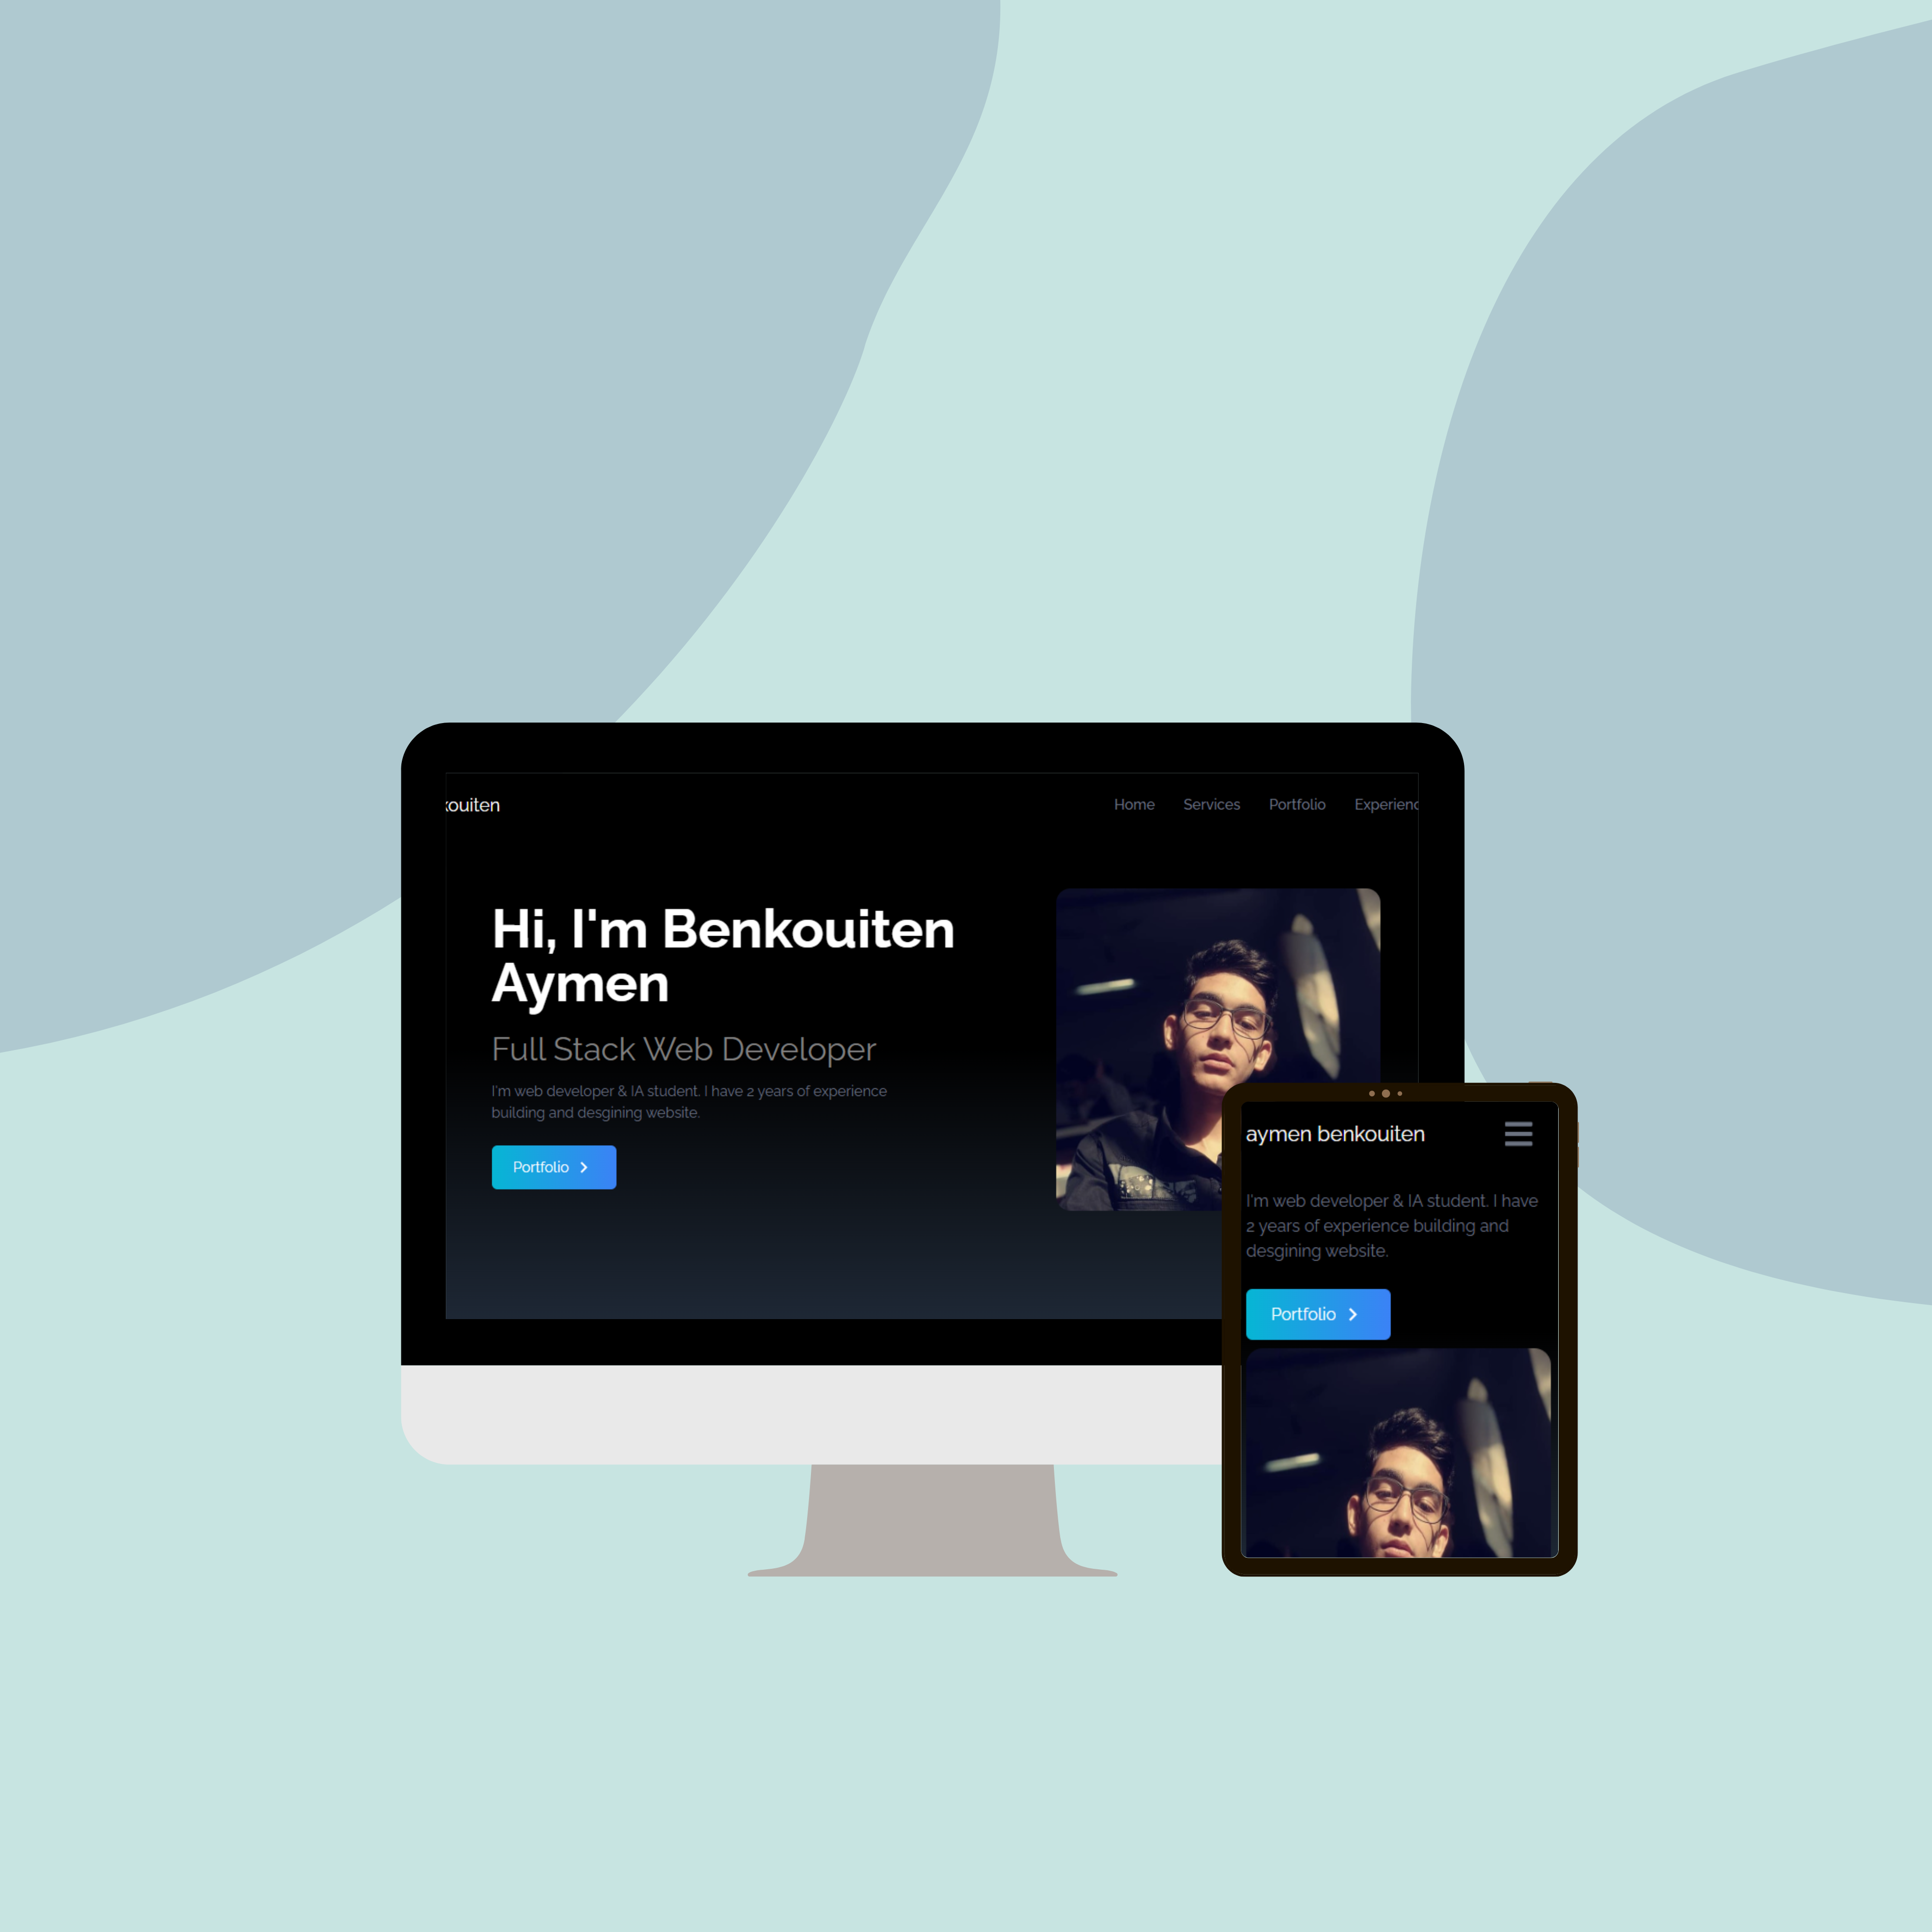 kouiten
Home Services Portfolio Experienc
Hi, I'm Benkouiten
Aymen
Full Stack Web Developer
I'm web developer & IA student. I have 2 years of experience
building and desgining website.
Portfolio
aymen benkouiten
I'm web developer & IA student. I have
2 years of experience building and
desgining website.
Portfolio